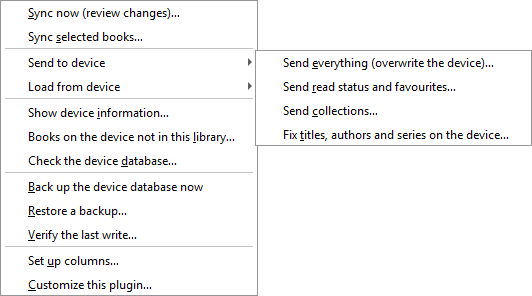 Sync now (review changes)...
Sync selected books...
Send to device
Load from device
Show device information...
Books on the device not in this library...
Check the device database...
Back up the device database now
Restore a backup...
Verify the last write...
Set up columns...
Customize this plugin...
Send everything (overwrite the device)...
Send read status and favourites...
Send collections...
Fix titles, authors and series on the device...